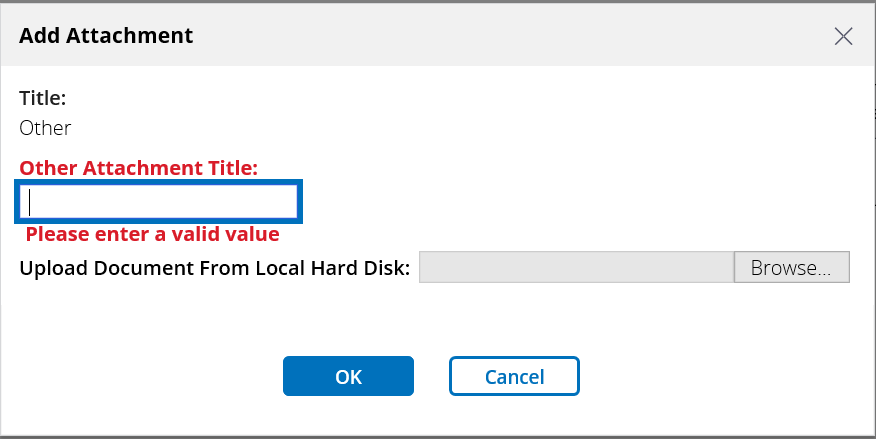 Add Attachment
Title:
Other
Other Attachment Title:
Please enter a valid value
Upload Document From Local Hard Disk: Browse...
OK Cancel